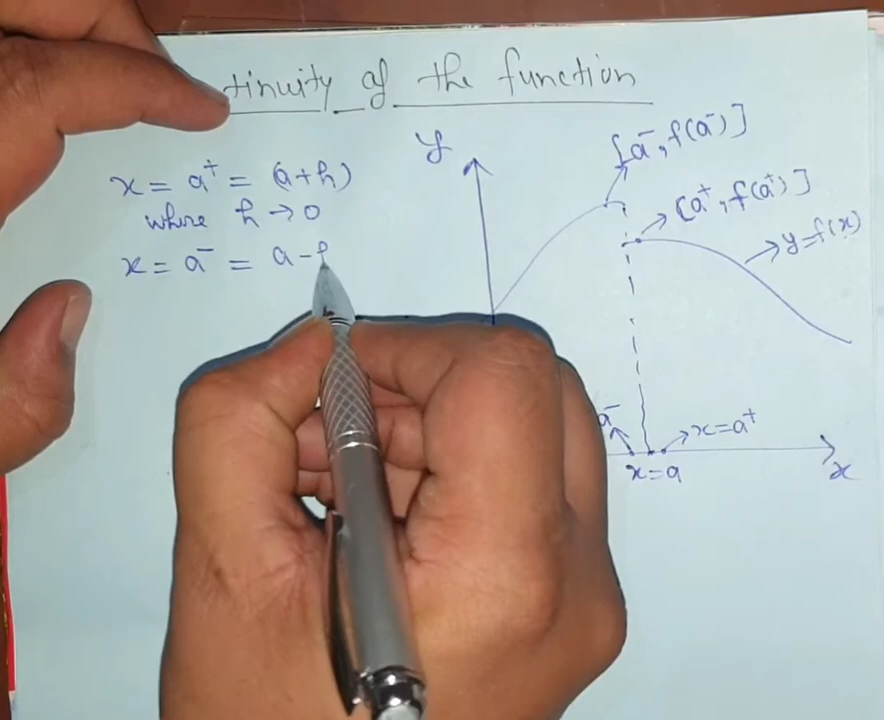 tinuity of the function
x = a⁺ = (a+h)
where h → 0
x = a⁻ = a -
y
[a⁻, f(a⁻)]
[a⁺, f(a⁺)]
y=f(x)
a⁻
x=a⁺
x=a
x